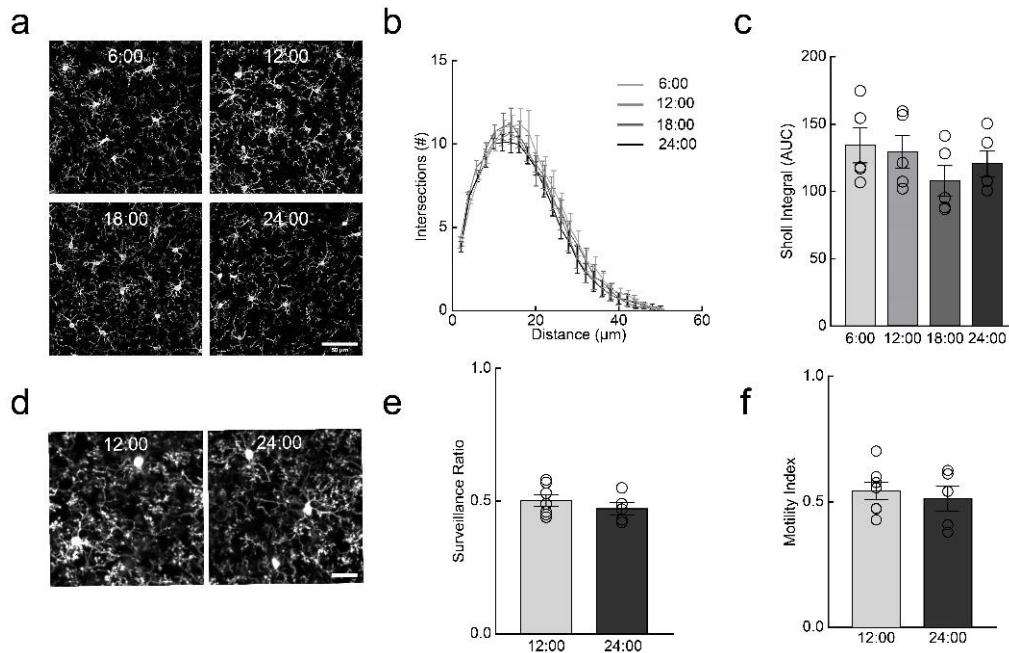 a
6:00
12:00
18:00
24:00
50 µm
b
15
10
5
0
Intersections (#)
0 20 40 60
Distance (µm)
6:00
12:00
18:00
24:00
c
200
150
100
50
0
Sholl Integral (AUC)
6:00 12:00 18:00 24:00
d
12:00
24:00
e
1.0
0.5
0.0
Surveillance Ratio
12:00 24:00
f
1.0
0.5
0.0
Motility Index
12:00 24:00